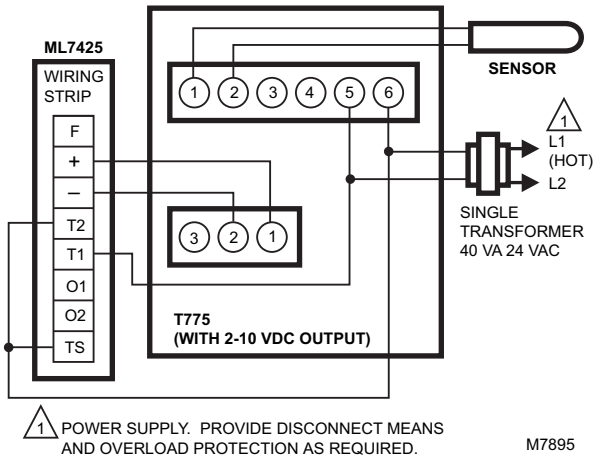 ML7425
WIRING
STRIP
F
+
–
T2
T1
O1
O2
TS
1 2 3 4 5 6
3 2 1
T775
(WITH 2-10 VDC OUTPUT)
SENSOR
1
L1
(HOT)
L2
SINGLE
TRANSFORMER
40 VA 24 VAC
1 POWER SUPPLY. PROVIDE DISCONNECT MEANS
AND OVERLOAD PROTECTION AS REQUIRED.
M7895